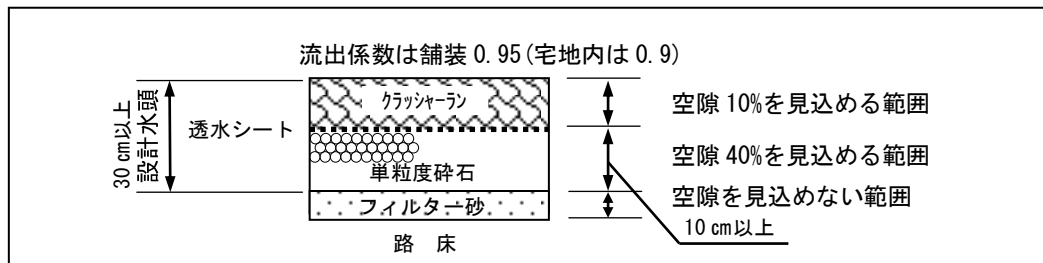 流出係数は舗装 0.95(宅地内は 0.9)
30 cm以上
設計水頭
透水シート
クラッシャーラン
単粒度砕石
フィルター砂
路 床
空隙 10%を見込める範囲
空隙 40%を見込める範囲
空隙を見込めない範囲
10 cm以上